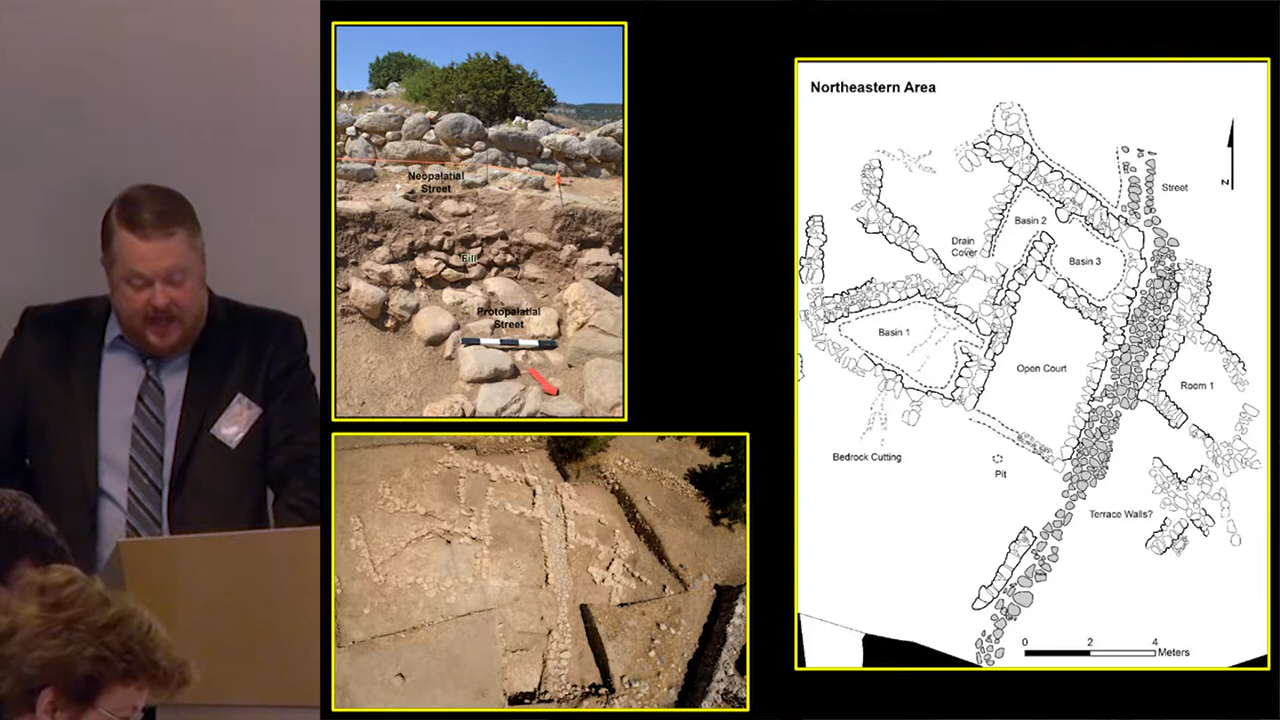 Neopalatial
Street
Fill
Protopalatial
Street
Northeastern Area
N
Street
Basin 2
Drain
Cover
Basin 3
Basin 1
Open Court
Room 1
Bedrock Cutting
Pit
Terrace Walls?
0 2 4
Meters